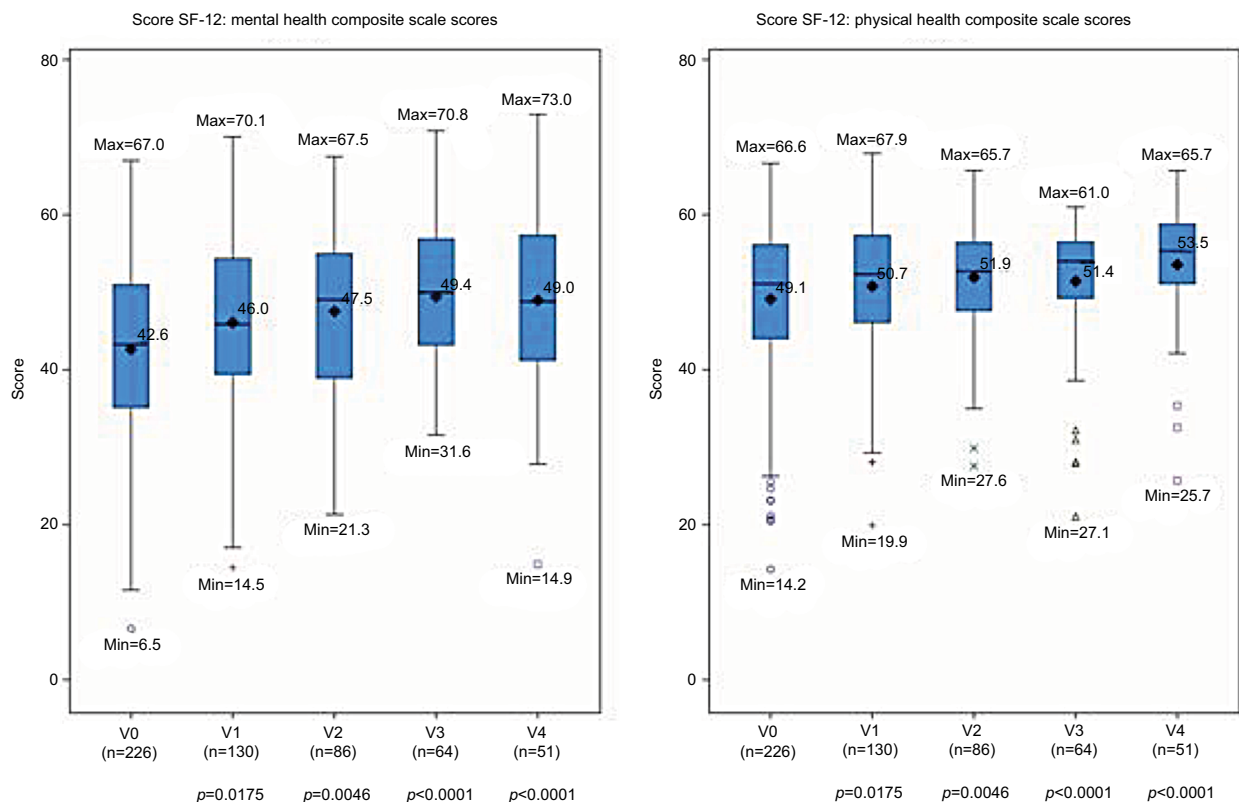 Score SF-12: mental health composite scale scores
80
60
40
20
0
Score
Max=67.0
Max=70.1
Max=67.5
Max=70.8
Max=73.0
42.6
46.0
47.5
49.4
49.0
Min=6.5
Min=14.5
Min=21.3
Min=31.6
Min=14.9
V0 V1 V2 V3 V4
(n=226) (n=130) (n=86) (n=64) (n=51)
p=0.0175 p=0.0046 p<0.0001 p<0.0001
Score SF-12: physical health composite scale scores
80
60
40
20
0
Score
Max=66.6
Max=67.9
Max=65.7
Max=61.0
Max=65.7
49.1
50.7
51.9
51.4
53.5
Min=14.2
Min=19.9
Min=27.6
Min=27.1
Min=25.7
V0 V1 V2 V3 V4
(n=226) (n=130) (n=86) (n=64) (n=51)
p=0.0175 p=0.0046 p<0.0001 p<0.0001